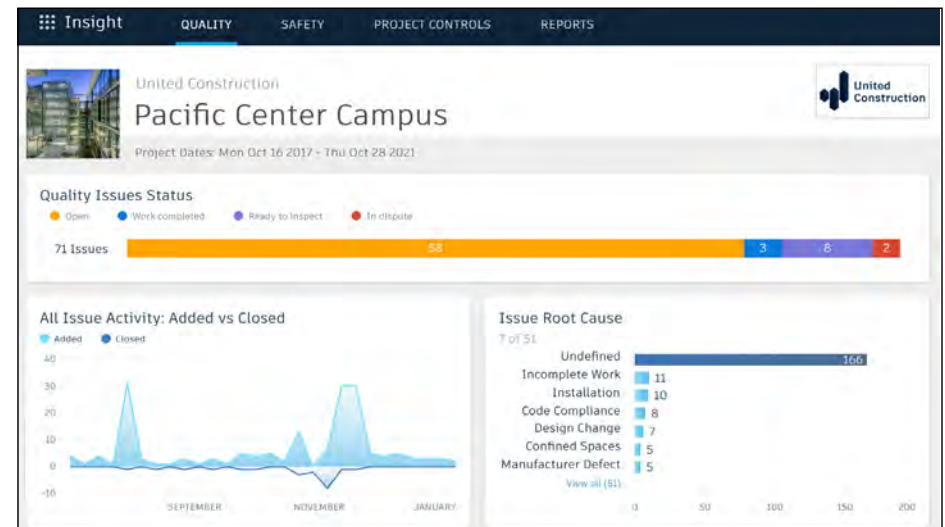 Insight QUALITY SAFETY PROJECT CONTROLS REPORTS
United Construction
Pacific Center Campus
Project Dates: Mon Oct 16 2017 - Thu Oct 28 2021
United
Construction
Quality Issues Status
Open Work completed Ready to Inspect In dispute
71 Issues 58 3 8 2
All Issue Activity: Added vs Closed
Added Closed
40
30
20
10
0
-10
SEPTEMBER NOVEMBER JANUARY
Issue Root Cause
7 of 51
Undefined 166
Incomplete Work 11
Installation 10
Code Compliance 8
Design Change 7
Confined Spaces 5
Manufacturer Defect 5
View all (51)
0 50 100 150 200